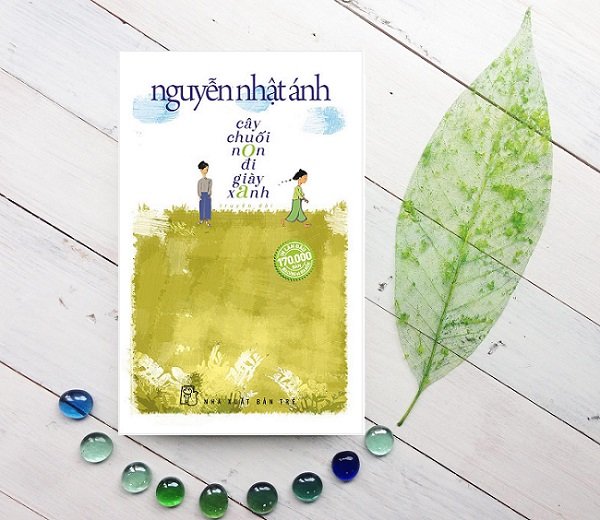 nguyễn nhật ánh
cây
chuối
non
đi
giày
xanh
truyện dài
170.000
NHÀ XUẤT BẢN TRẺ